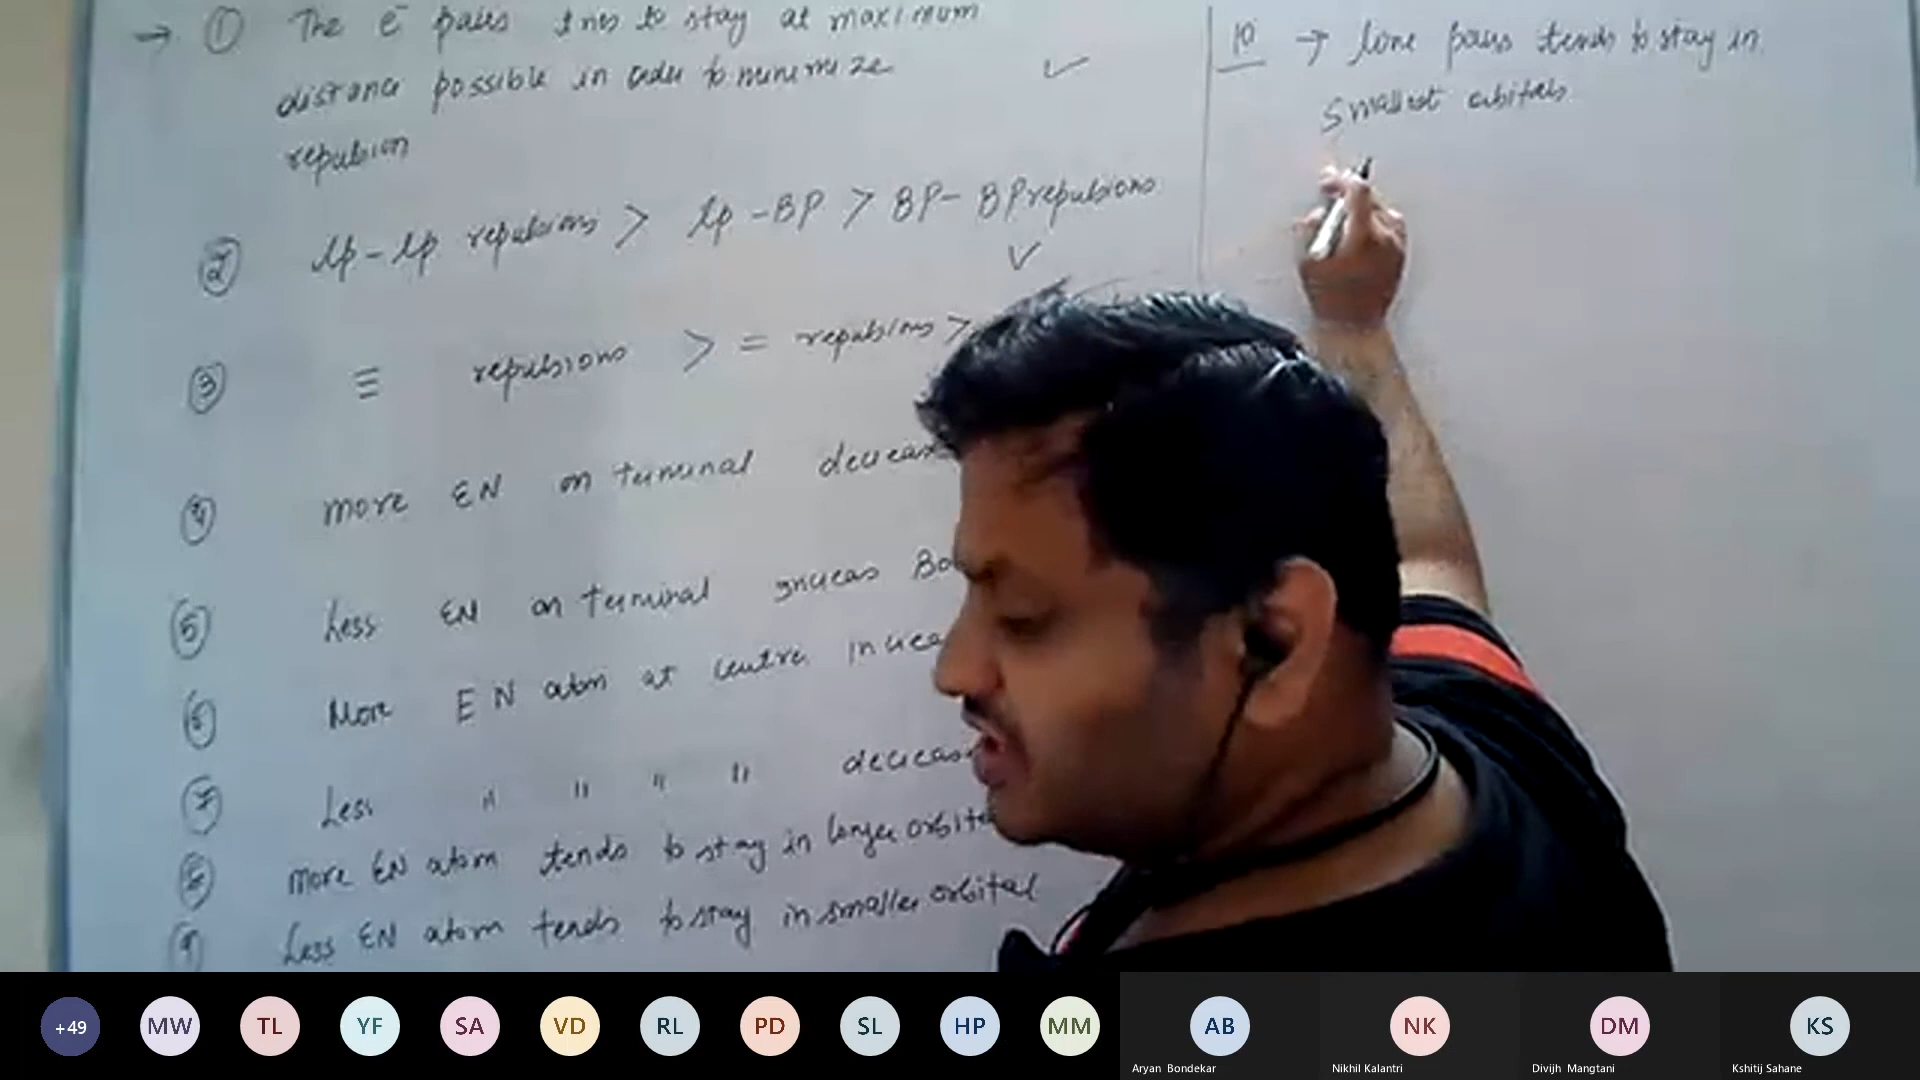 → ① The e⁻ pairs tries to stay at maximum
distance possible in order to minimize
repulsion
② lp-lp repulsions > lp-BP > BP-BP repulsions
③ ≡ repulsions > = repulsions >
④ more EN on terminal decreas
⑤ Less EN on terminal increas Bo
⑥ More EN atom at centre increa
⑦ Less " " " " decreas
⑧ more EN atom tends to stay in longer orbita
⑨ Less EN atom tends to stay in smaller orbital
10 → lone pairs tends to stay in
smallest orbitals
+49 MW TL YF SA VD RL PD SL HP MM AB NK DM KS
Aryan Bondekar Nikhil Kalantri Divijh Mangtani Kshitij Sahane